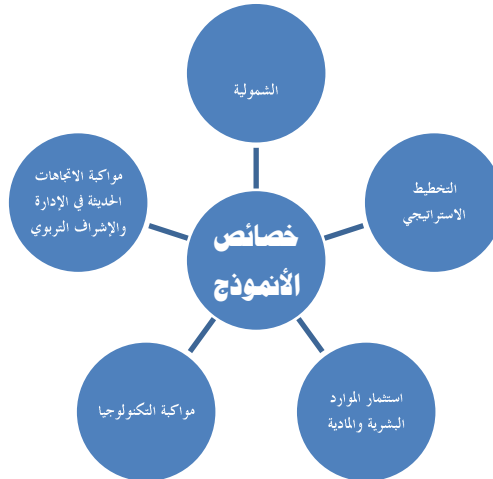 الشمولية
التخطيط
الاستراتيجي
مواكبة الاتجاهات
الحديثة في الإدارة
والإشراف التربوي
خصائص
الأنموذج
استثمار الموارد
البشرية والمادية
مواكبة التكنولوجيا